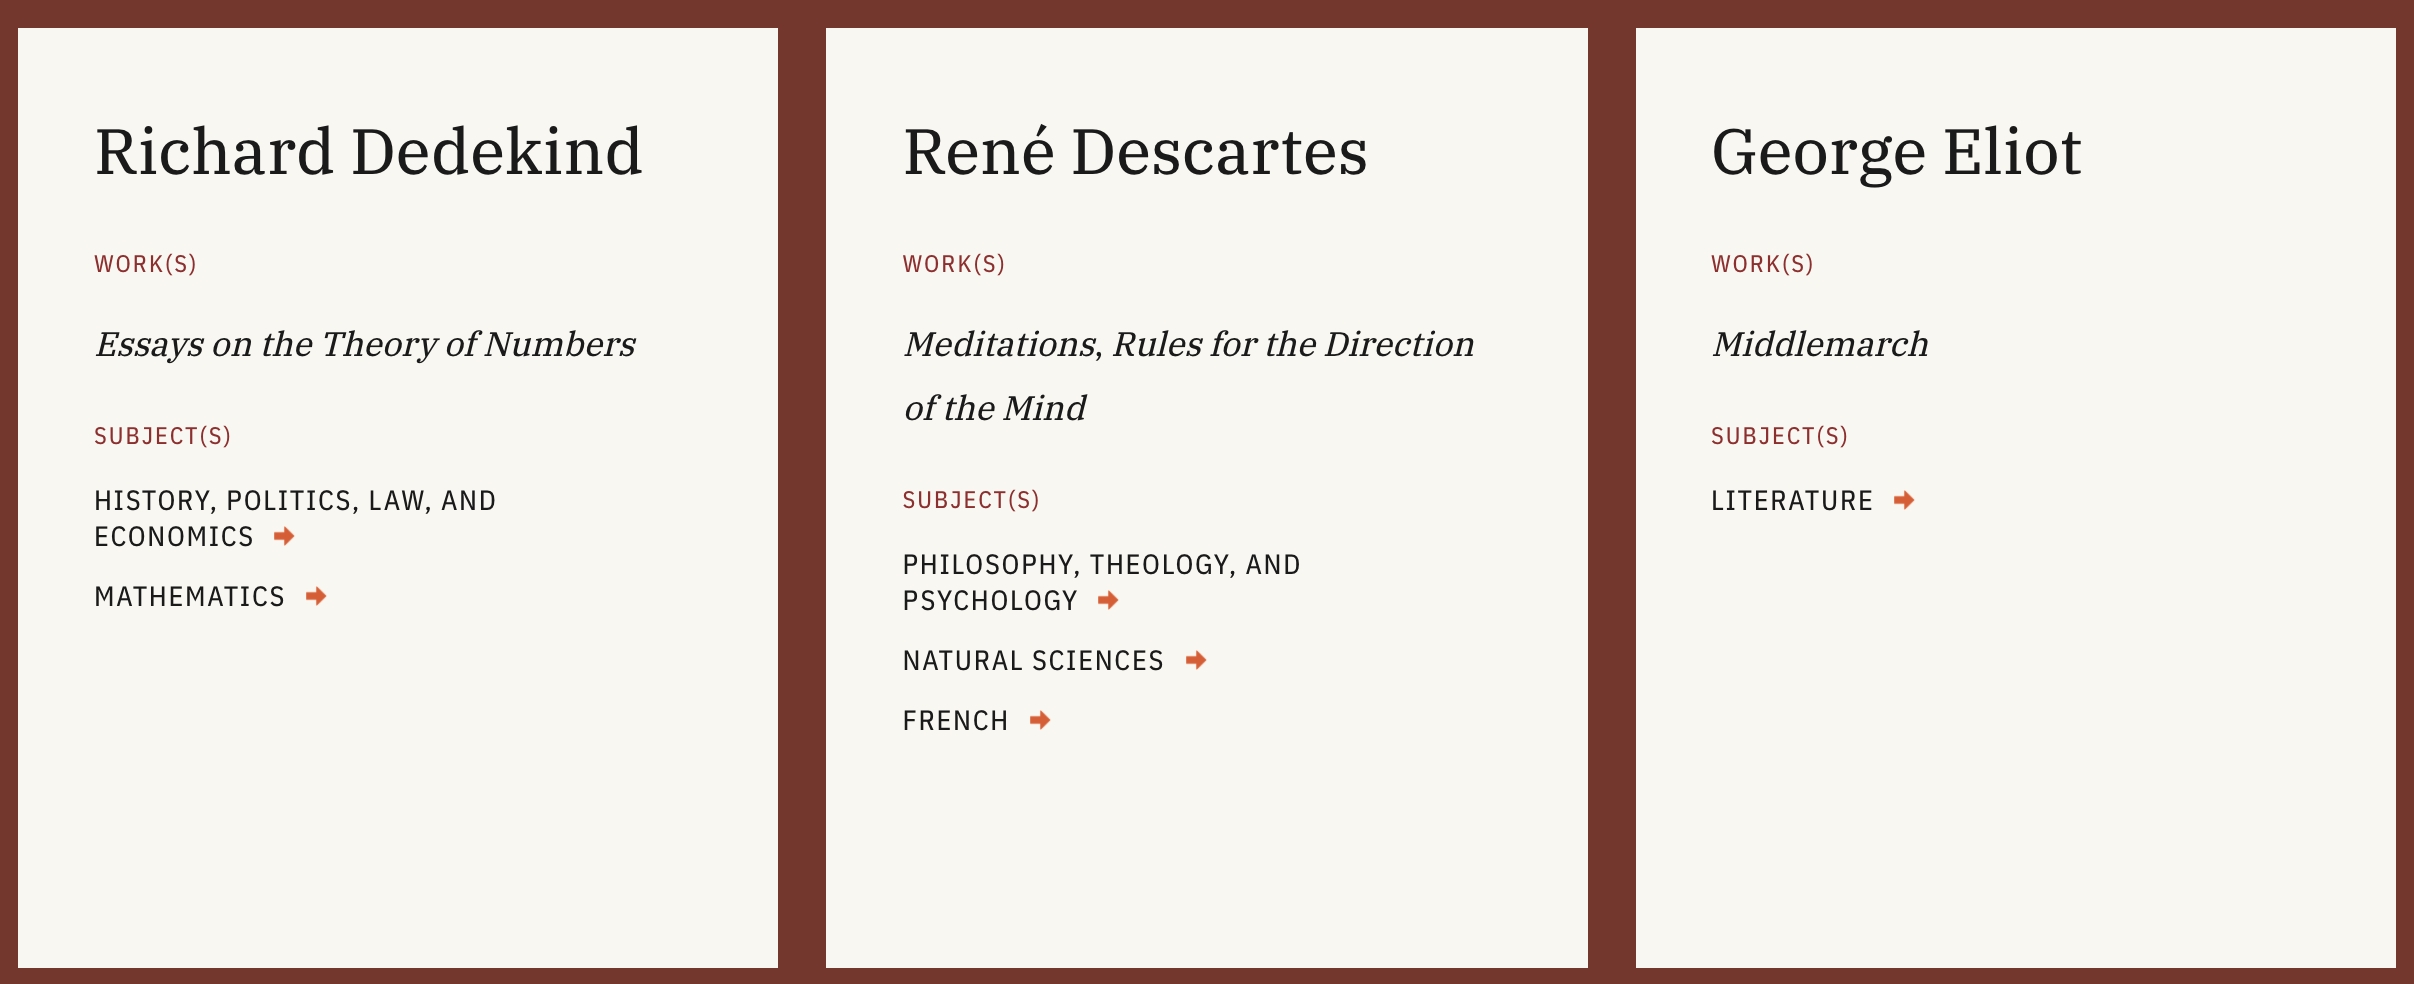 Richard Dedekind
WORK(S)
Essays on the Theory of Numbers
SUBJECT(S)
HISTORY, POLITICS, LAW, AND
ECONOMICS
MATHEMATICS
René Descartes
WORK(S)
Meditations, Rules for the Direction
of the Mind
SUBJECT(S)
PHILOSOPHY, THEOLOGY, AND
PSYCHOLOGY
NATURAL SCIENCES
FRENCH
George Eliot
WORK(S)
Middlemarch
SUBJECT(S)
LITERATURE